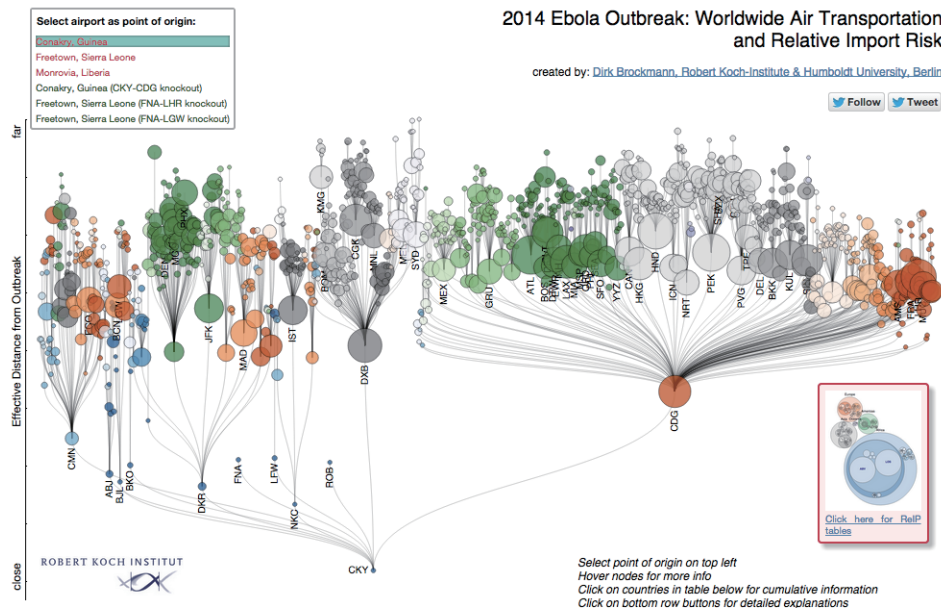 Select airport as point of origin:
Conakry, Guinea
Freetown, Sierra Leone
Monrovia, Liberia
Conakry, Guinea (CKY-CDG knockout)
Freetown, Sierra Leone (FNA-LHR knockout)
Freetown, Sierra Leone (FNA-LGW knockout)
2014 Ebola Outbreak: Worldwide Air Transportation
and Relative Import Risk
created by: Dirk Brockmann, Robert Koch-Institute & Humboldt University, Berlin
Follow
Tweet
far
Effective Distance from Outbreak
close
KMG
CGK
MNL
SYD
JFK
MAD
IST
DXB
MEX
GRU
ATL
LAX
SFO
YYZ
HKG
HND
ICN
NRT
PEK
PVG
TPE
DEL
BKK
KUL
FRA
BCN
CDG
CMN
ABJ
BJL
BKO
DKR
FNA
LFW
NKC
ROB
CKY
ROBERT KOCH INSTITUT
Click here for RelP
tables
Select point of origin on top left
Hover nodes for more info
Click on countries in table below for cumulative information
Click on bottom row buttons for detailed explanations